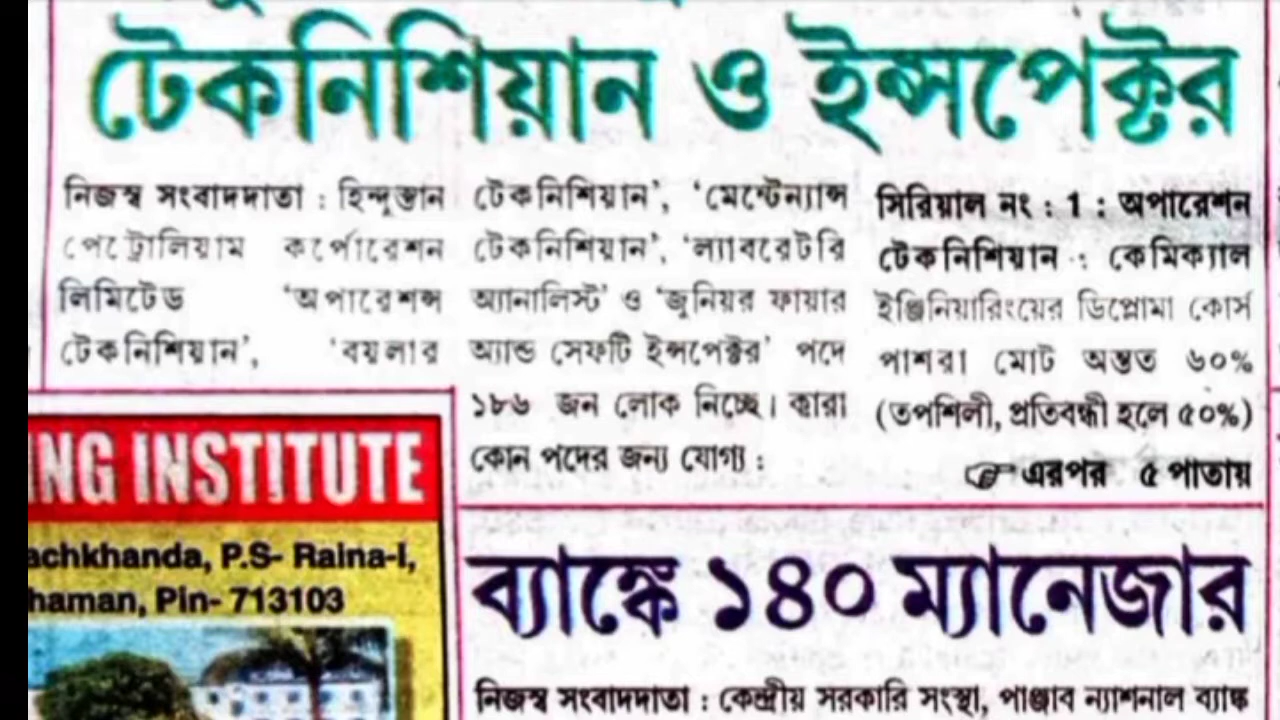 টেকনিশিয়ান ও ইন্সপেক্টর
নিজস্ব সংবাদদাতা : হিন্দুস্তান
পেট্রোলিয়াম কর্পোরেশন
লিমিটেড 'অপারেশন্স
টেকনিশিয়ান', 'বয়লার
টেকনিশিয়ান', 'মেন্টেন্যান্স
টেকনিশিয়ান', 'ল্যাবরেটরি
অ্যানালিস্ট' ও 'জুনিয়র ফায়ার
অ্যান্ড সেফটি ইন্সপেক্টর' পদে
১৮৬ জন লোক নিচ্ছে। কারা
কোন পদের জন্য যোগ্য :
সিরিয়াল নং : 1 : অপারেশন
টেকনিশিয়ান : কেমিক্যাল
ইঞ্জিনিয়ারিংয়ের ডিপ্লোমা কোর্স
পাশরা মোট অন্তত ৬০%
(তপশিলী, প্রতিবন্ধী হলে ৫০%)
☞ এরপর ৫ পাতায়
NG INSTITUTE
achkhanda, P.S- Raina-I,
haman, Pin- 713103
ব্যাঙ্কে ১৪০ ম্যানেজার
নিজস্ব সংবাদদাতা : কেন্দ্রীয় সরকারি সংস্থা, পাঞ্জাব ন্যাশনাল ব্যাঙ্ক